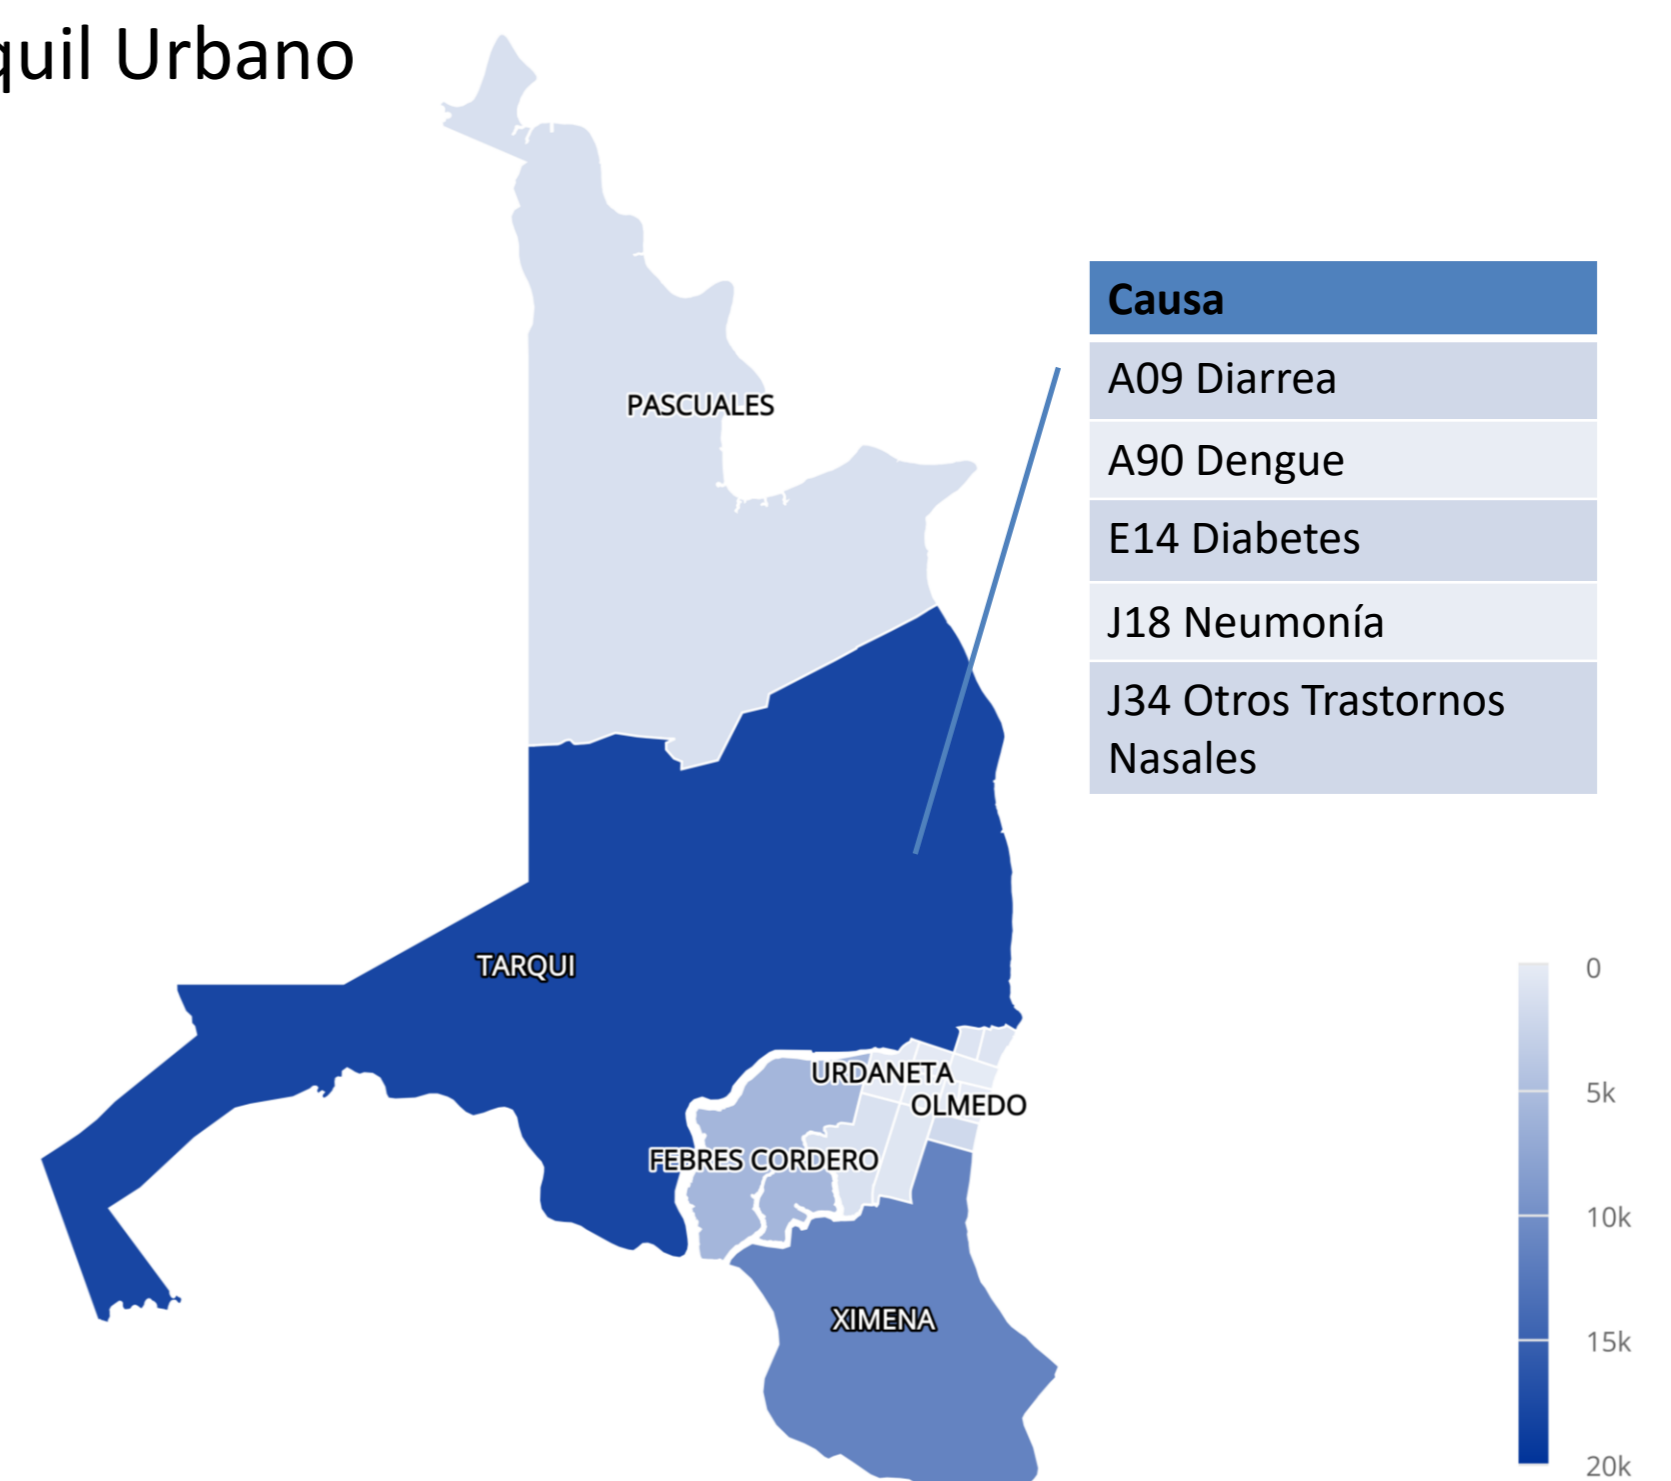 quil Urbano
PASCUALES
Causa
A09 Diarrea
A90 Dengue
E14 Diabetes
J18 Neumonía
J34 Otros Trastornos
Nasales
TARQUI
URDANETA
OLMEDO
FEBRES CORDERO
XIMENA
0
5k
10k
15k
20k